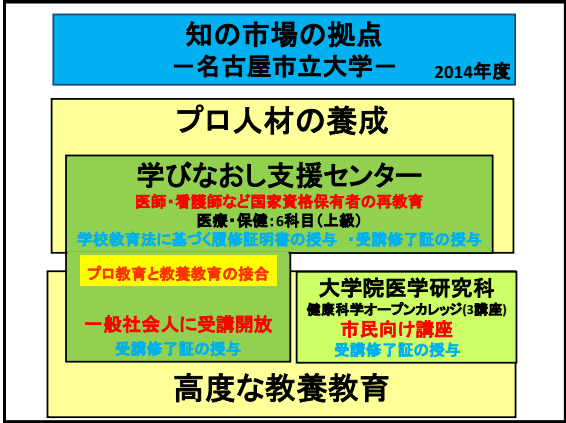 知の市場の拠点
－名古屋市立大学－
2014年度
プロ人材の養成
学びなおし支援センター
医師・看護師など国家資格保有者の再教育
医療・保健：6科目（上級）
学校教育法に基づく履修証明書の授与　・受講修了証の授与
プロ教育と教養教育の接合
一般社会人に受講開放
受講修了証の授与
大学院医学研究科
健康科学オープンカレッジ(3講座)
市民向け講座
受講修了証の授与
高度な教養教育